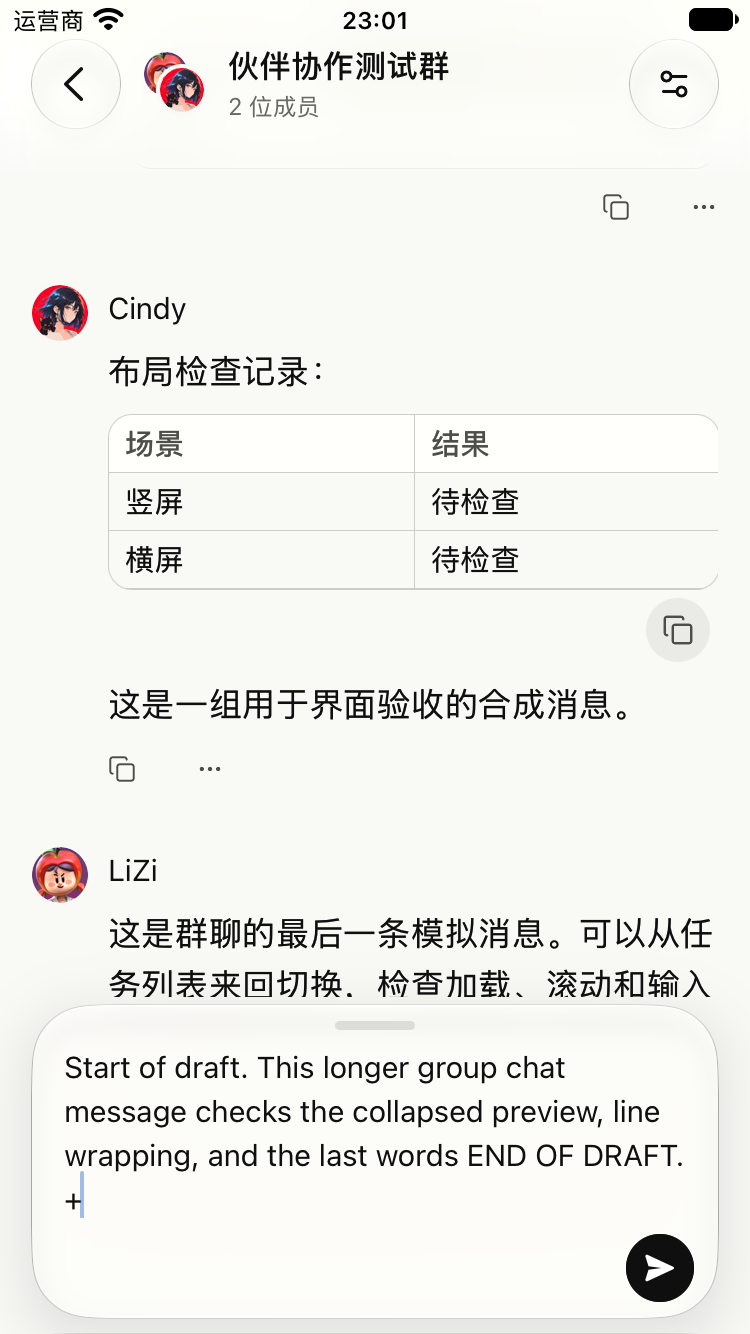 运营商
23:01
伙伴协作测试群
2 位成员
Cindy
布局检查记录：
场景 结果
竖屏 待检查
横屏 待检查
这是一组用于界面验收的合成消息。
LiZi
这是群聊的最后一条模拟消息。可以从任
务列表来回切换，检查加载、滚动和输入
Start of draft. This longer group chat
message checks the collapsed preview, line
wrapping, and the last words END OF DRAFT.
+